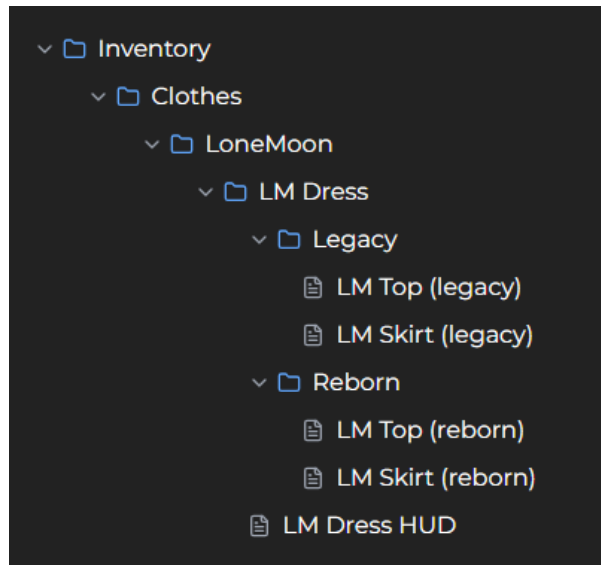 Inventory
Clothes
LoneMoon
LM Dress
Legacy
LM Top (legacy)
LM Skirt (legacy)
Reborn
LM Top (reborn)
LM Skirt (reborn)
LM Dress HUD